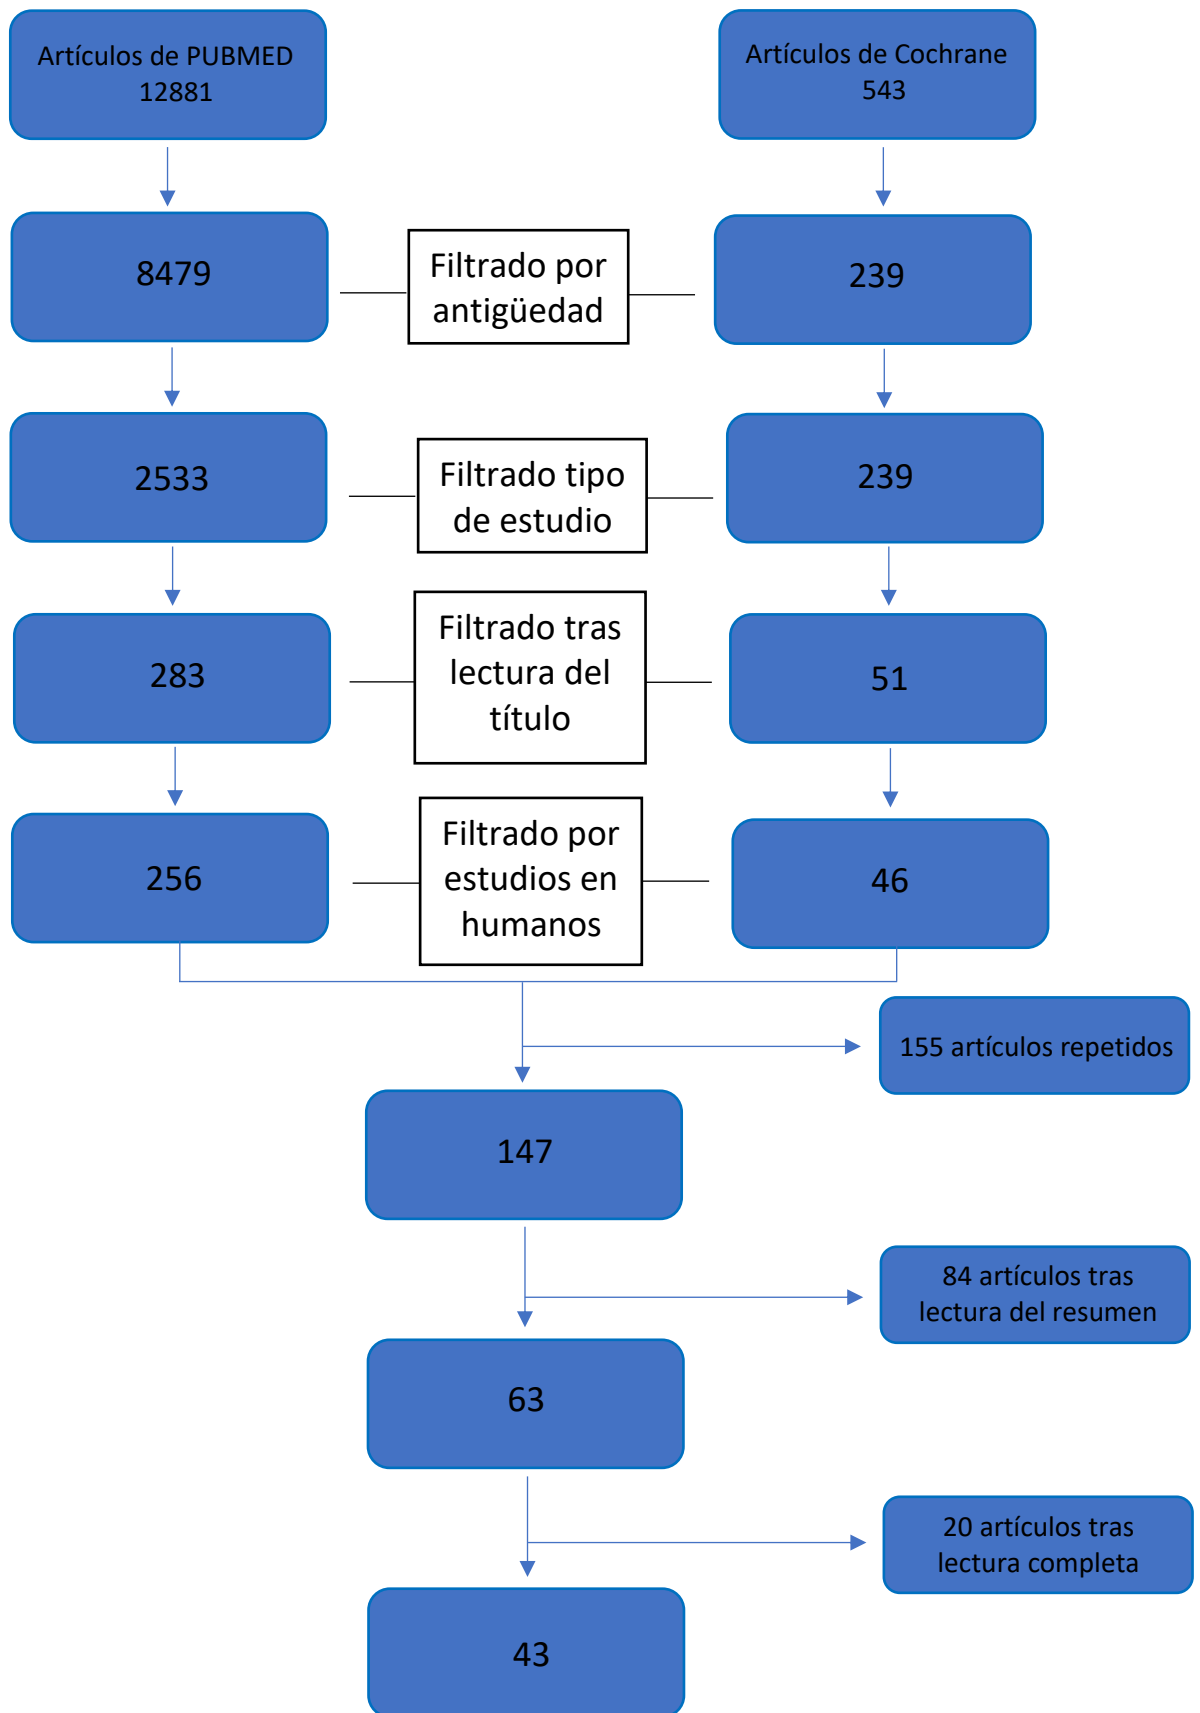 Artículos de PUBMED
12881
Artículos de Cochrane
543
8479
Filtrado por
antigüedad
239
2533
Filtrado tipo
de estudio
239
283
Filtrado tras
lectura del
título
51
256
Filtrado por
estudios en
humanos
46
155 artículos repetidos
147
84 artículos tras
lectura del resumen
63
20 artículos tras
lectura completa
43